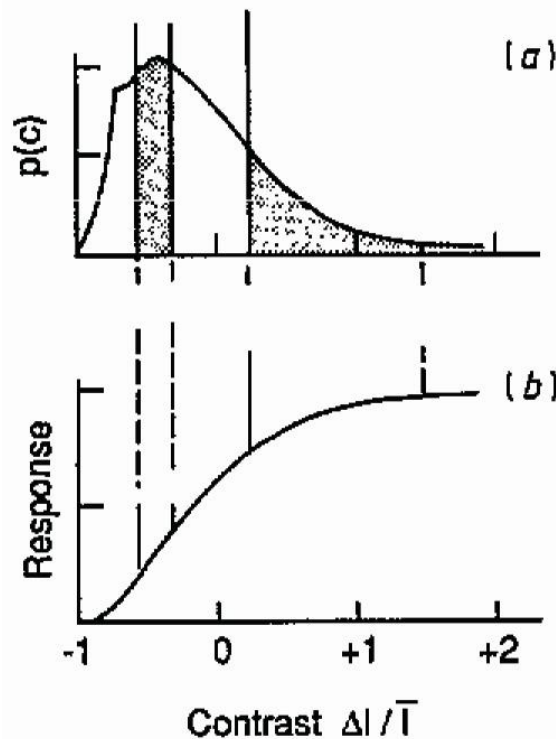 (a)
p(c)
(b)
Response
-1 0 +1 +2
Contrast ΔI / Ī